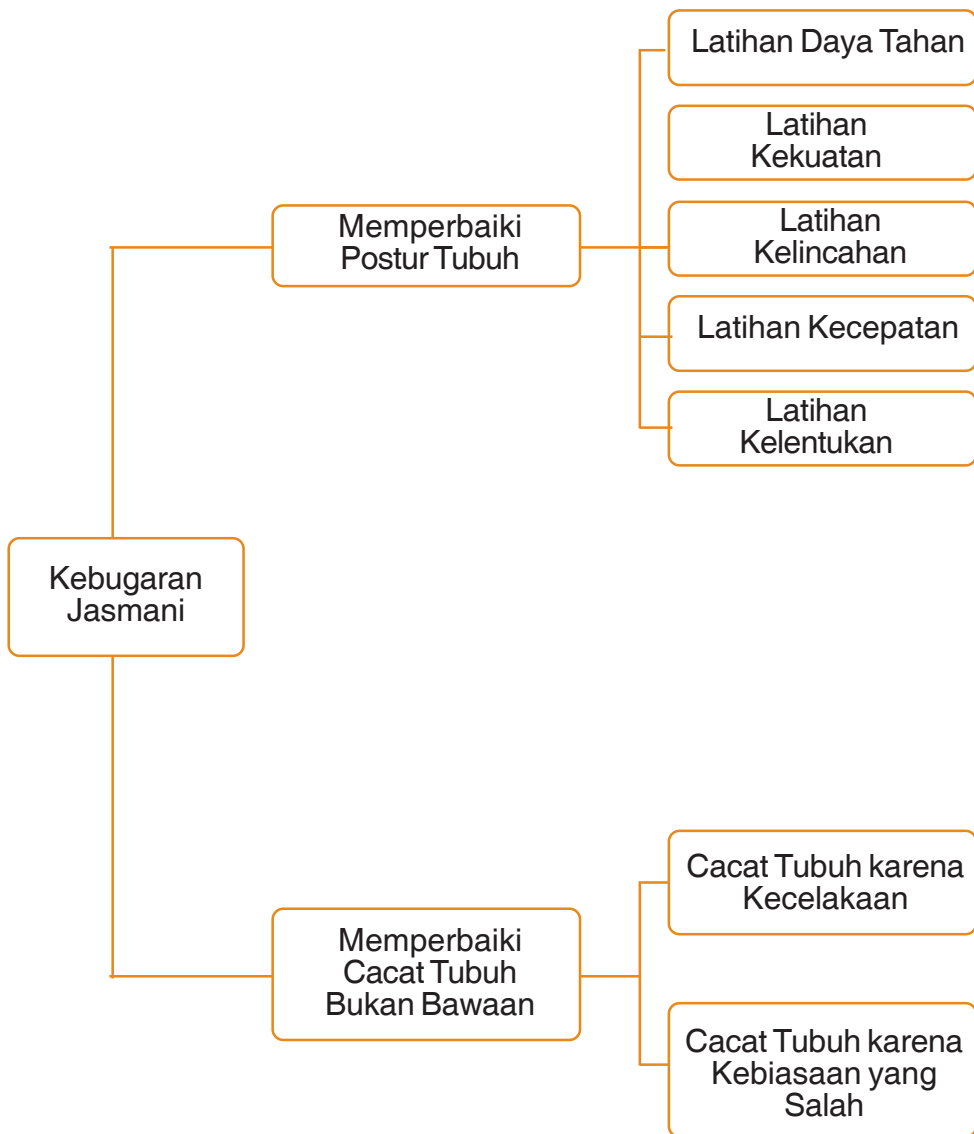 Latihan Daya Tahan
Latihan
Kekuatan
Memperbaiki
Postur Tubuh
Latihan
Kelincahan
Latihan Kecepatan
Latihan
Kelentukan
Kebugaran
Jasmani
Cacat Tubuh karena
Kecelakaan
Memperbaiki
Cacat Tubuh
Bukan Bawaan
Cacat Tubuh karena
Kebiasaan yang
Salah